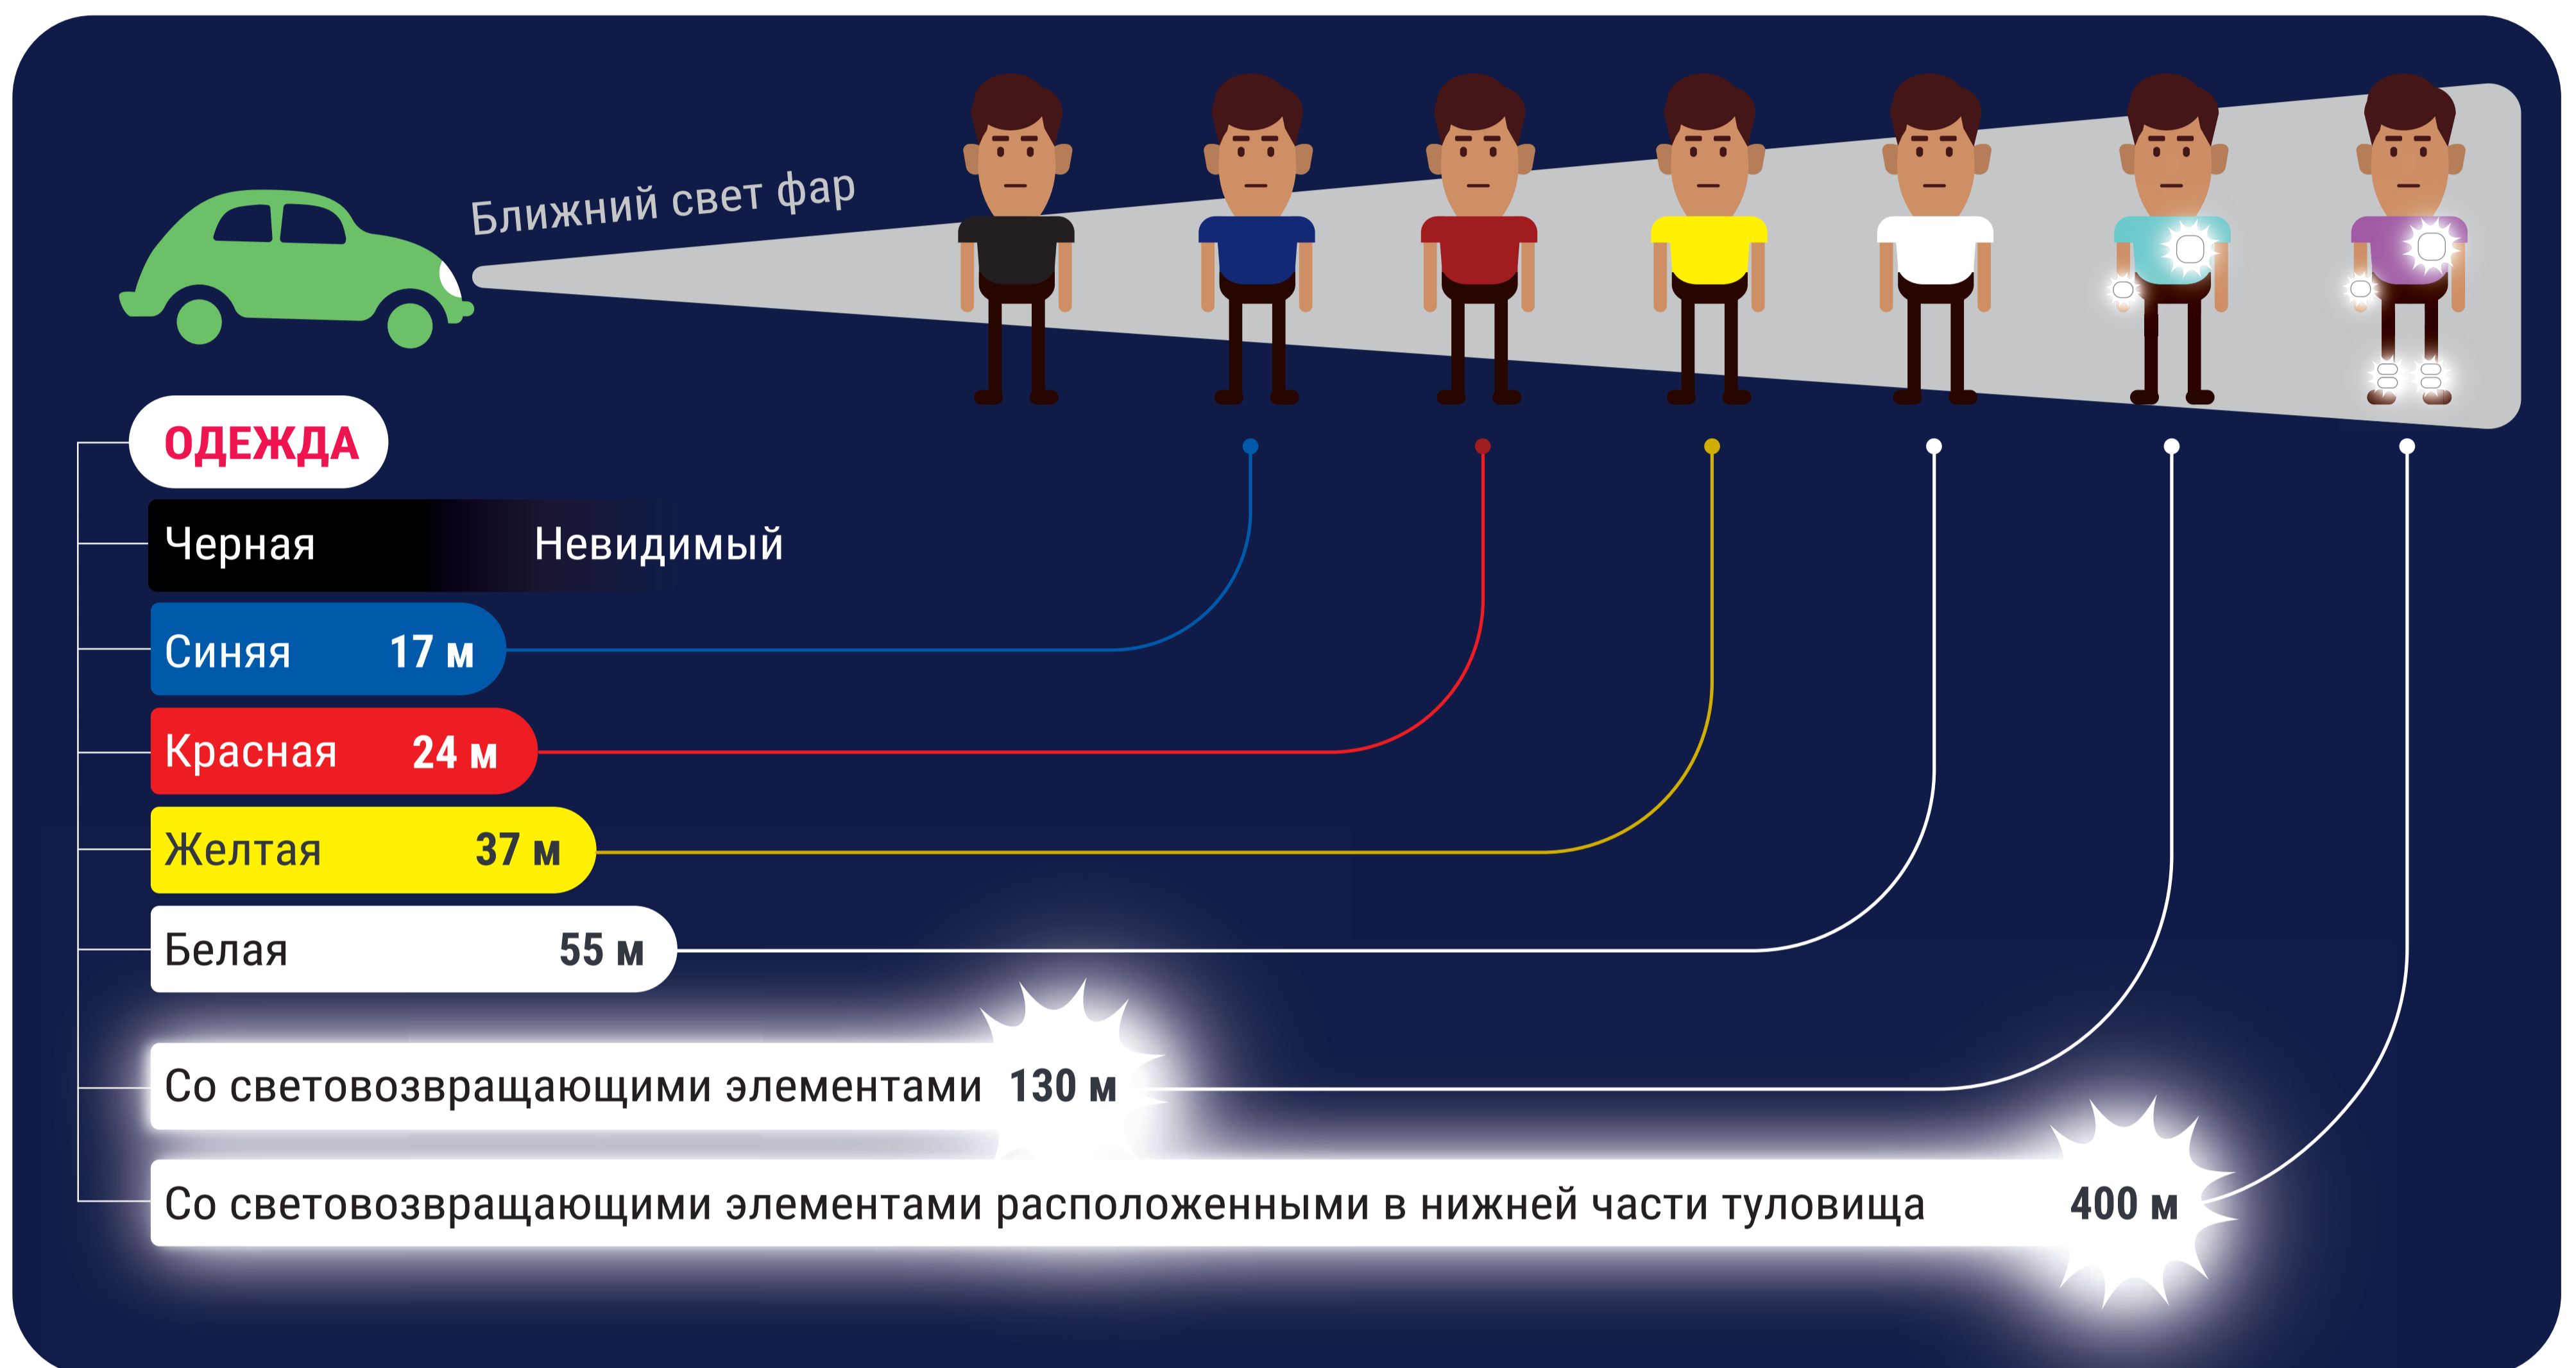 Ближний свет фар
ОДЕЖДА
Черная Невидимый
Синяя 17 м
Красная 24 м
Желтая 37 м
Белая 55 м
Со световозвращающими элементами 130 м
Со световозвращающими элементами расположенными в нижней части туловища 400 м